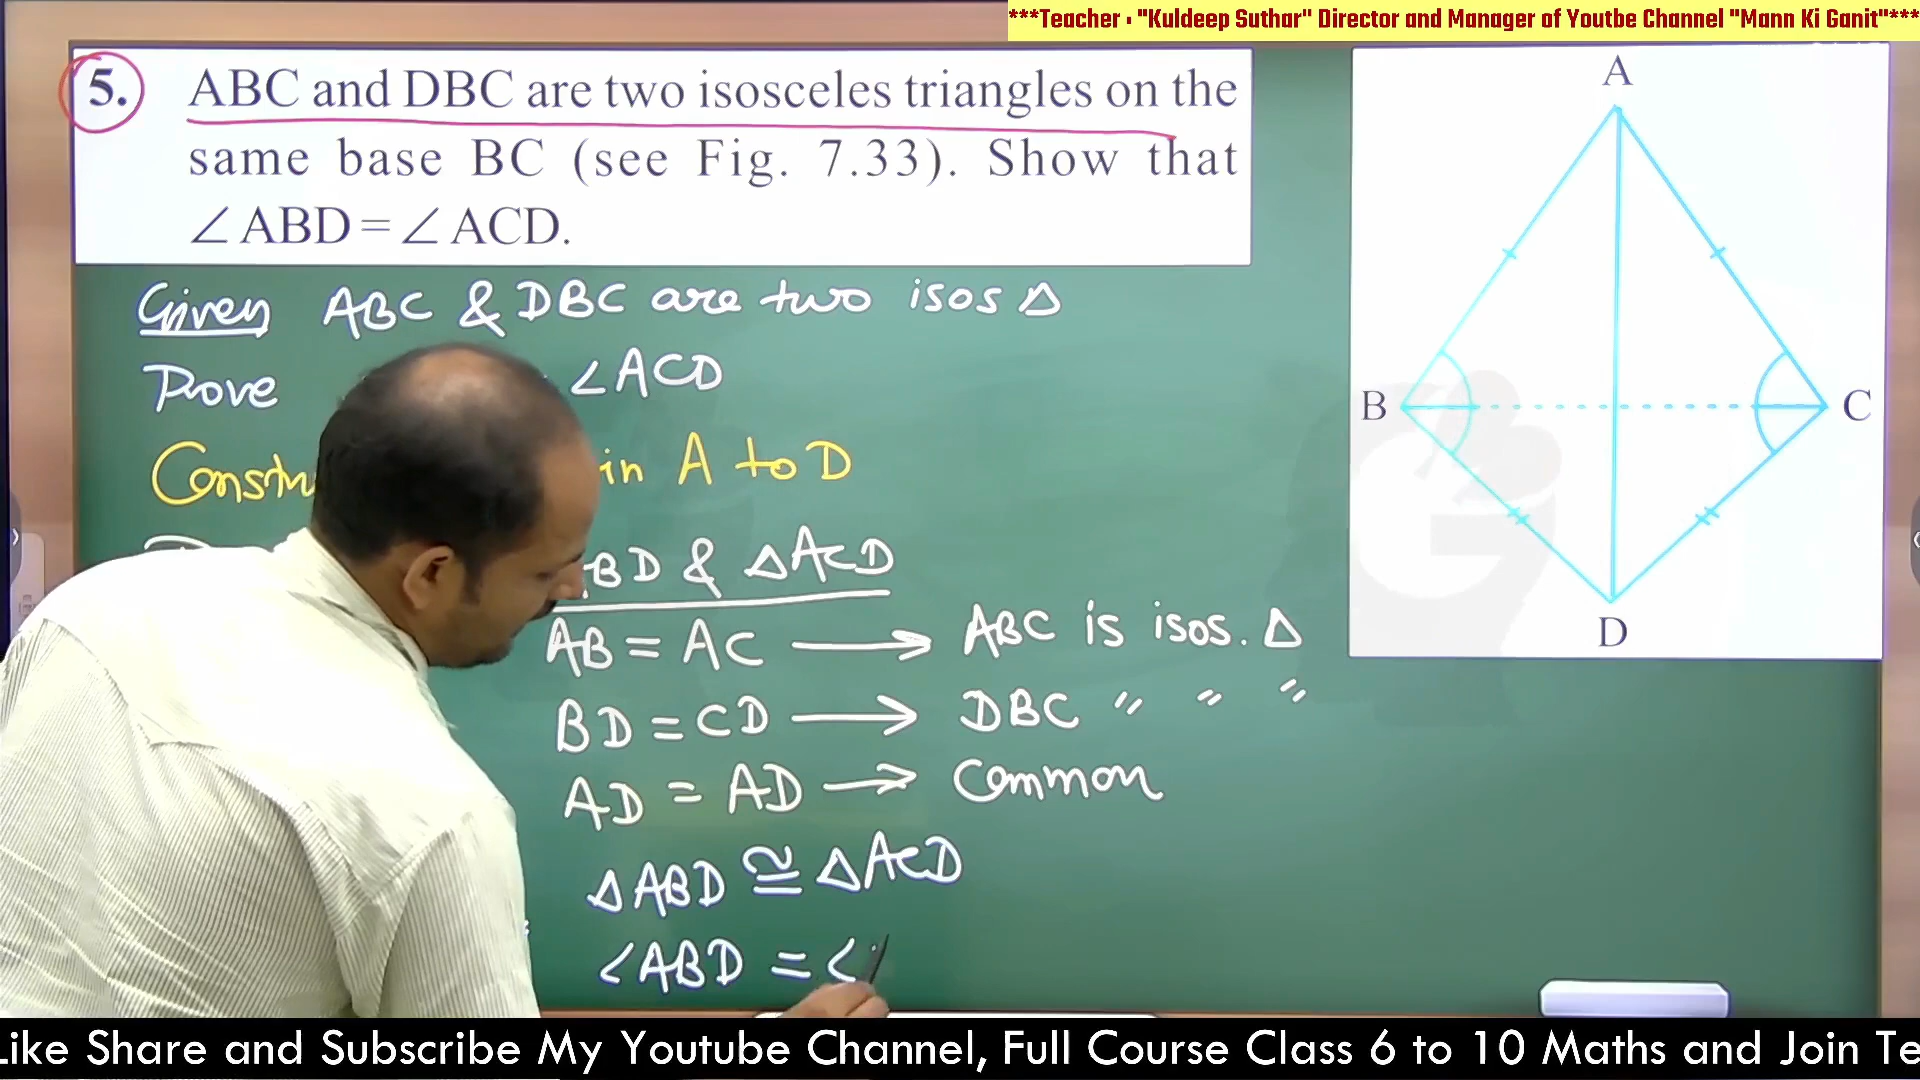 ***Teacher : "Kuldeep Suthar" Director and Manager of Youtbe Channel "Mann Ki Ganit"***
5. ABC and DBC are two isosceles triangles on the
same base BC (see Fig. 7.33). Show that
∠ABD = ∠ACD.
Given ABC & DBC are two isos Δ
Prove ∠ACD
Constru in A to D
BD & ΔACD
AB = AC → ABC is isos. Δ
BD = CD → DBC " " "
AD = AD → Common
ΔABD ≅ ΔACD
∠ABD = ∠
A
B
C
D
Like Share and Subscribe My Youtube Channel, Full Course Class 6 to 10 Maths and Join Te